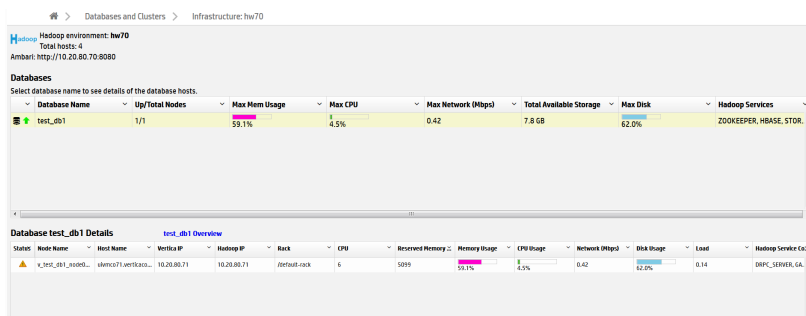 Databases and Clusters > Infrastructure: hw70
Hadoop Hadoop environment: hw70
Total hosts: 4
Ambari: http://10.20.80.70:8080
Databases
Select database name to see details of the database hosts.
Database Name Up/Total Nodes Max Mem Usage Max CPU Max Network (Mbps) Total Available Storage Max Disk Hadoop Services
test_db1 1/1 59.1% 4.5% 0.42 7.8 GB 62.0% ZOOKEEPER, HBASE, STOR.
Database test_db1 Details test_db1 Overview
Status Node Name Host Name Vertica IP Hadoop IP Rack CPU Reserved Memory Memory Usage CPU Usage Network (Mbps) Disk Usage Load Hadoop Service Co
v_test_db1_node0... 10.20.80.71 10.20.80.71 /default-rack 6 5099 59.1% 4.5% 0.42 62.0% 0.14 DRPC_SERVER, GA.